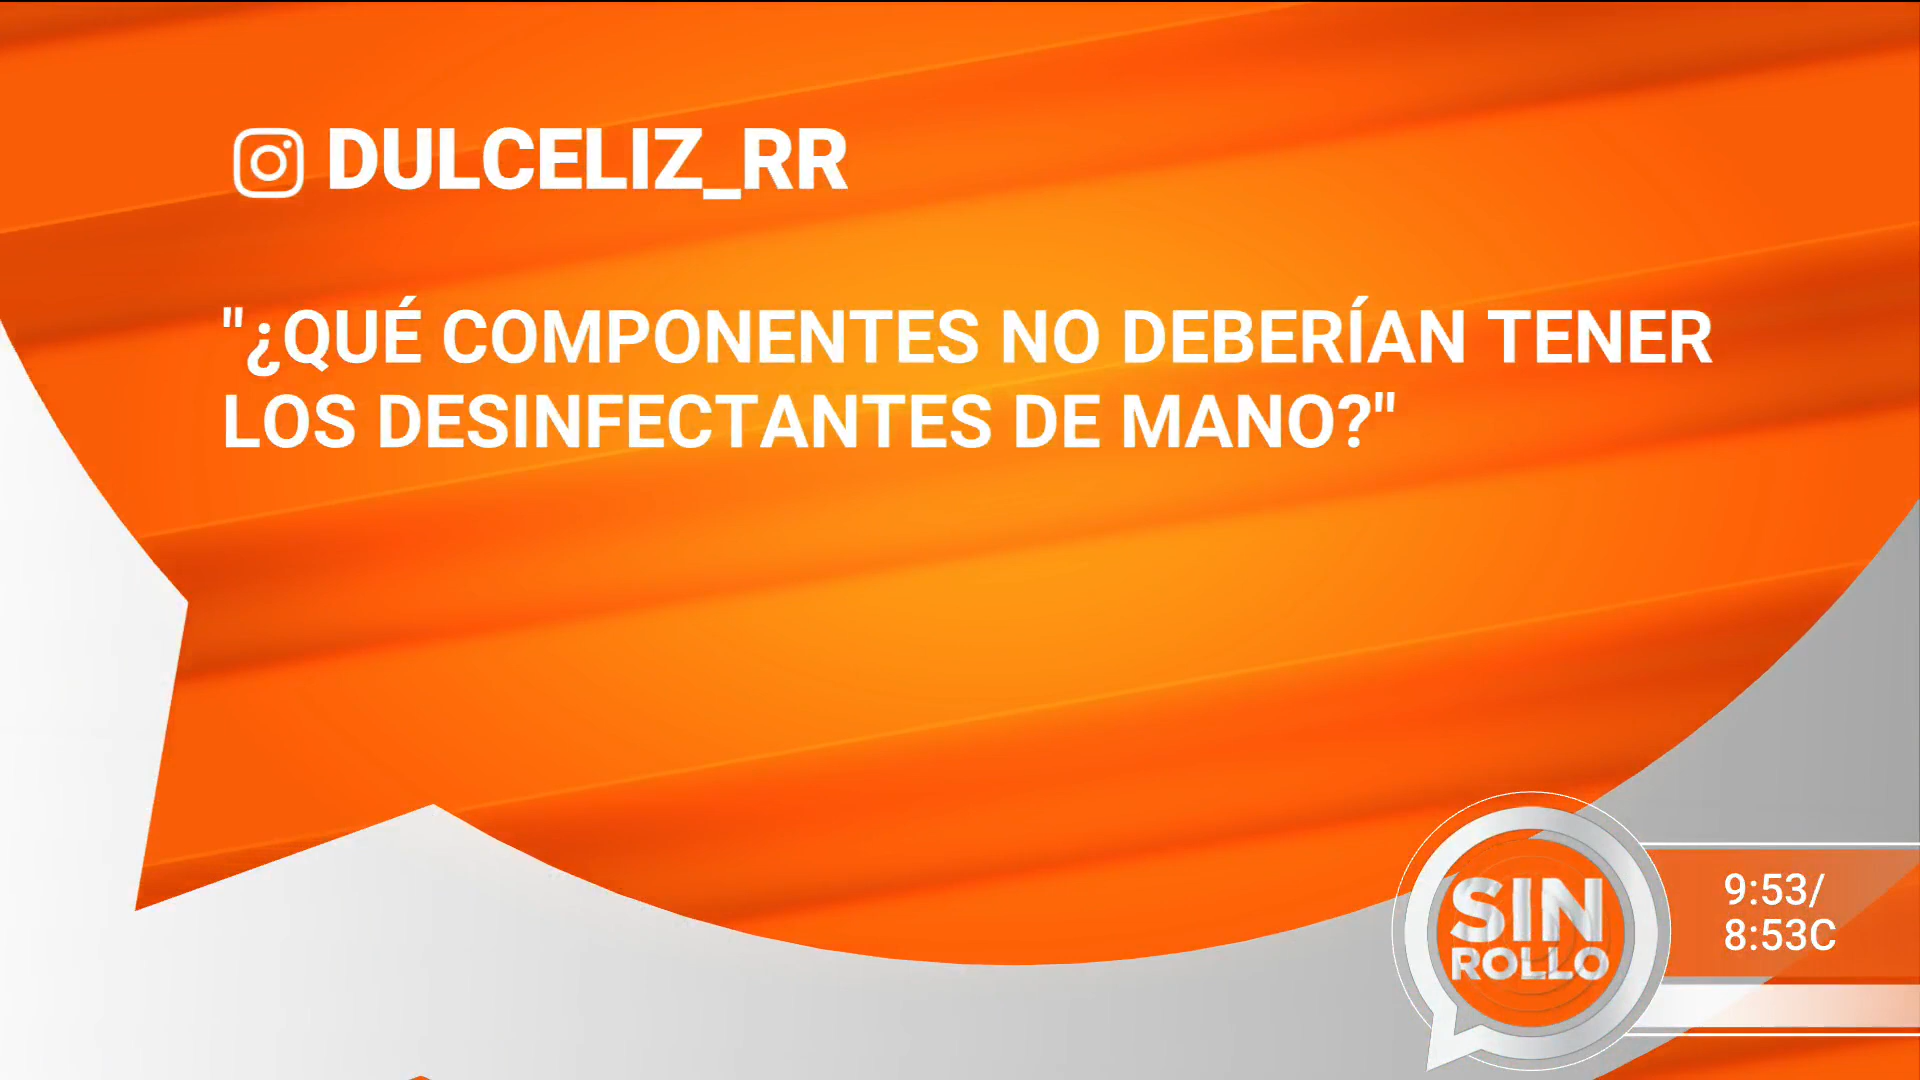 DULCELIZ_RR
"¿QUÉ COMPONENTES NO DEBERÍAN TENER
LOS DESINFECTANTES DE MANO?"
SIN
ROLLO
9:53/
8:53C